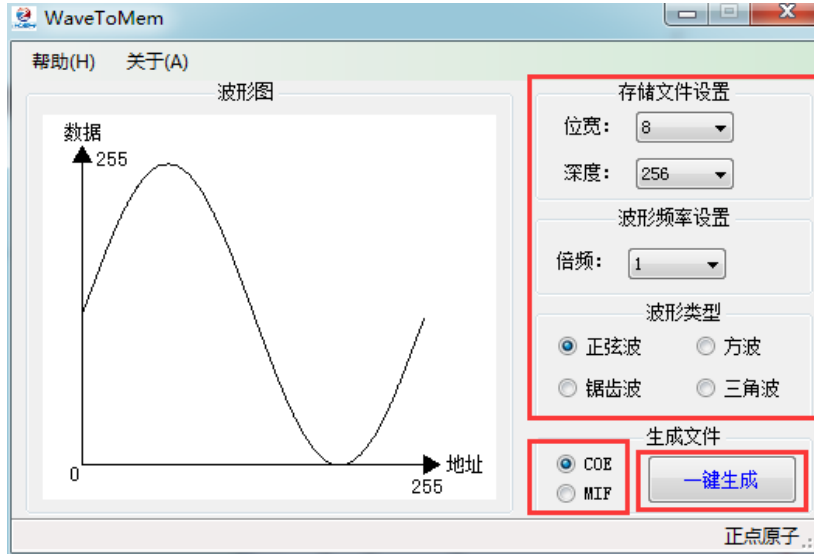 WaveToMem
帮助(H) 关于(A)
波形图
数据
255
0
地址
255
存储文件设置
位宽： 8
深度： 256
波形频率设置
倍频： 1
波形类型
正弦波 方波
锯齿波 三角波
生成文件
COE
MIF
一键生成
正点原子